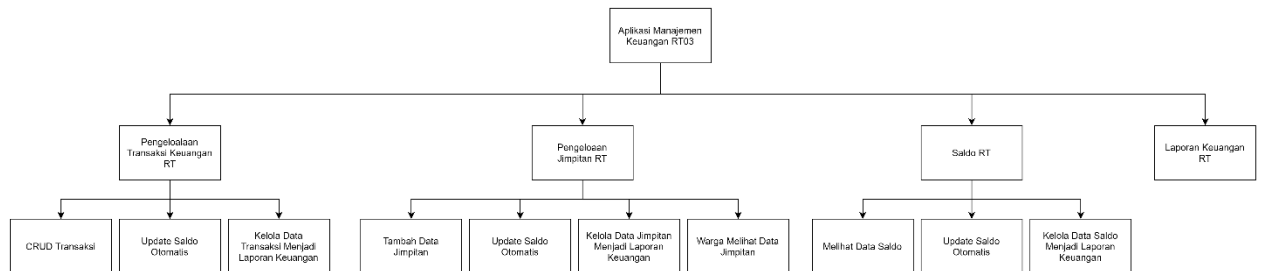 Aplikasi Manajemen
Keuangan RT03
Pengeloalaan
Transaksi Keuangan
RT
Pengeloaan
Jimpitan RT
Saldo RT
Laporan Keuangan
RT
CRUD Transaksi
Update Saldo
Otomatis
Kelola Data
Transaksi Menjadi
Laporan Keuangan
Tambah Data
Jimpitan
Update Saldo
Otomatis
Kelola Data Jimpitan
Menjadi Laporan
Keuangan
Warga Melihat Data
Jimpitan
Melihat Data Saldo
Update Saldo
Otomatis
Kelola Data Saldo
Menjadi Laporan
Keuangan